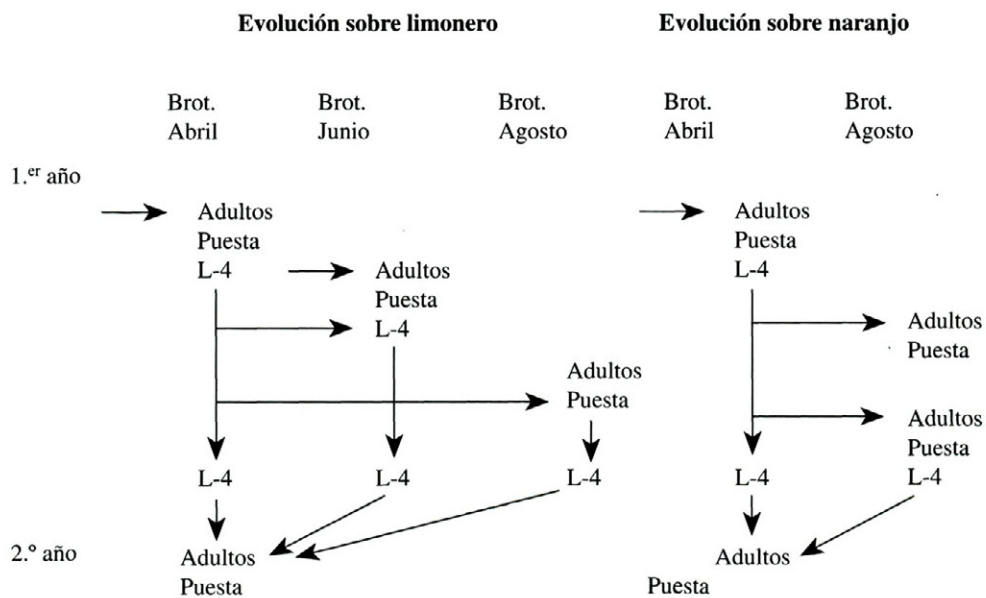 Evolución sobre limonero
Evolución sobre naranjo
Brot.
Abril
Brot.
Junio
Brot.
Agosto
Brot.
Abril
Brot.
Agosto
1.er año
Adultos
Puesta
L-4
Adultos
Puesta
L-4
Adultos
Puesta
L-4
L-4
L-4
Adultos
Puesta
L-4
Adultos
Puesta
Adultos
Puesta
L-4
L-4
2.º año
Adultos
Puesta
Adultos
Puesta